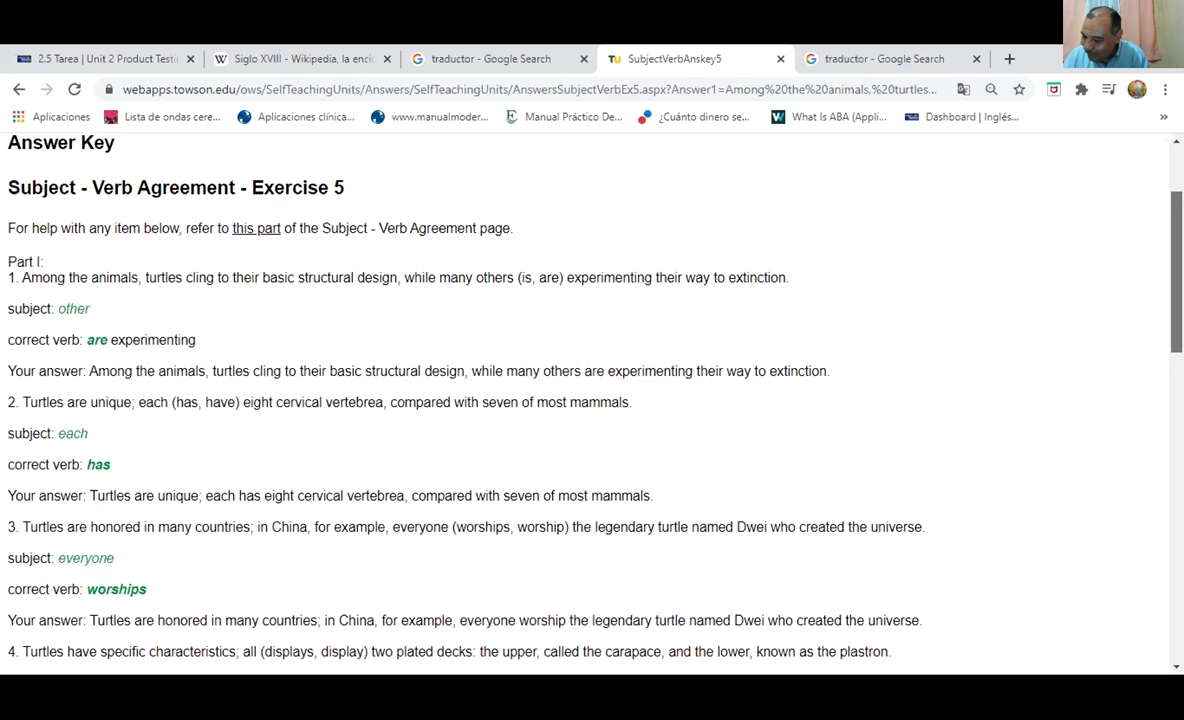 2.5 Tarea | Unit 2 Product Testi
Siglo XVIII - Wikipedia, la enci
traductor - Google Search
SubjectVerbAnskey5
traductor - Google Search
webapps.towson.edu/ows/SelfTeachingUnits/Answers/SelfTeachingUnits/AnswersSubjectVerbEx5.aspx?Answer1=Among%20the%20animals,%20turtles...
Aplicaciones
Lista de ondas cere...
Aplicaciones clínica...
www.manualmoder...
Manual Práctico De...
¿Cuánto dinero se...
What Is ABA (Appli...
Dashboard | Inglés...
»
Answer Key
Subject - Verb Agreement - Exercise 5
For help with any item below, refer to this part of the Subject - Verb Agreement page.
Part I:
1. Among the animals, turtles cling to their basic structural design, while many others (is, are) experimenting their way to extinction.
subject: other
correct verb: are experimenting
Your answer: Among the animals, turtles cling to their basic structural design, while many others are experimenting their way to extinction.
2. Turtles are unique; each (has, have) eight cervical vertebrea, compared with seven of most mammals.
subject: each
correct verb: has
Your answer: Turtles are unique; each has eight cervical vertebrea, compared with seven of most mammals.
3. Turtles are honored in many countries; in China, for example, everyone (worships, worship) the legendary turtle named Dwei who created the universe.
subject: everyone
correct verb: worships
Your answer: Turtles are honored in many countries; in China, for example, everyone worship the legendary turtle named Dwei who created the universe.
4. Turtles have specific characteristics; all (displays, display) two plated decks: the upper, called the carapace, and the lower, known as the plastron.